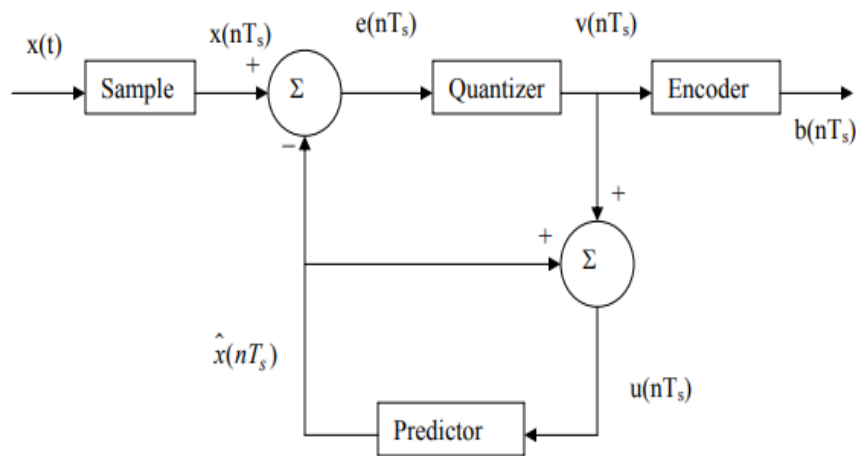 x(t)
x(nTₛ)
e(nTₛ)
v(nTₛ)
+
Sample
Σ
Quantizer
Encoder
−
b(nTₛ)
+
+
Σ
x̂(nTₛ)
u(nTₛ)
Predictor